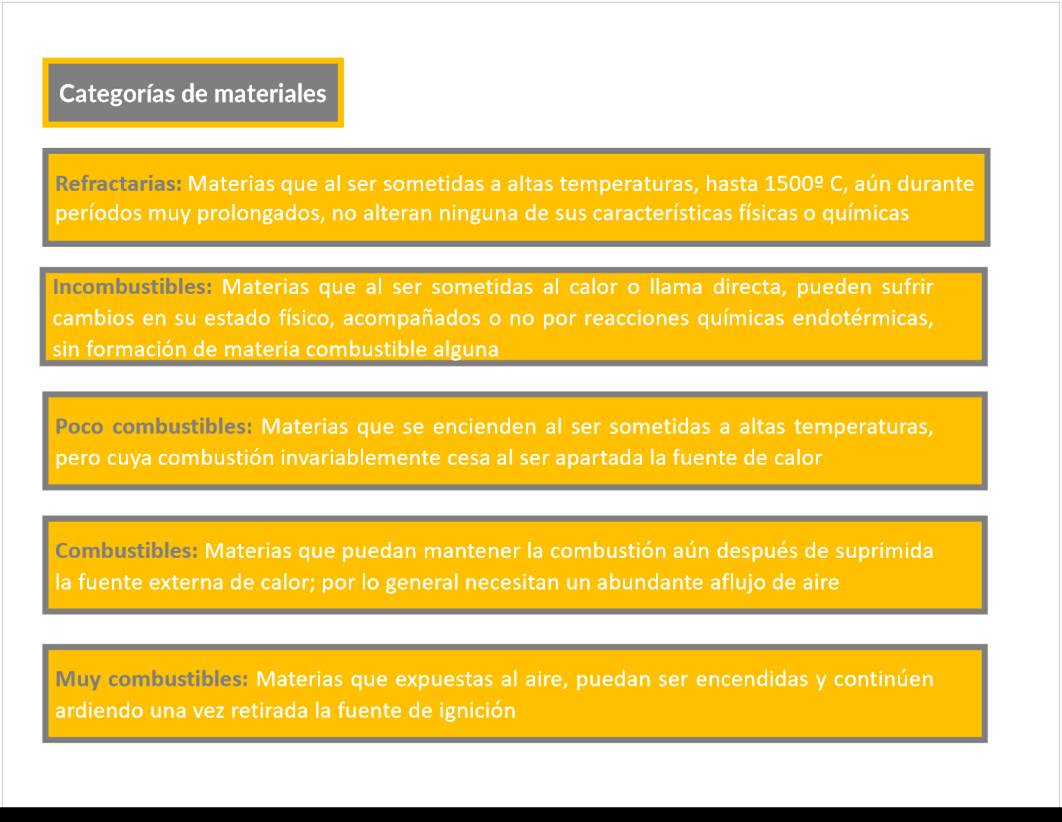 Categorías de materiales
Refractarias: Materias que al ser sometidas a altas temperaturas, hasta 1500º C, aún durante
períodos muy prolongados, no alteran ninguna de sus características físicas o químicas
Incombustibles: Materias que al ser sometidas al calor o llama directa, pueden sufrir
cambios en su estado físico, acompañados o no por reacciones químicas endotérmicas,
sin formación de materia combustible alguna
Poco combustibles: Materias que se encienden al ser sometidas a altas temperaturas,
pero cuya combustión invariablemente cesa al ser apartada la fuente de calor
Combustibles: Materias que puedan mantener la combustión aún después de suprimida
la fuente externa de calor; por lo general necesitan un abundante aflujo de aire
Muy combustibles: Materias que expuestas al aire, puedan ser encendidas y continúen
ardiendo una vez retirada la fuente de ignición